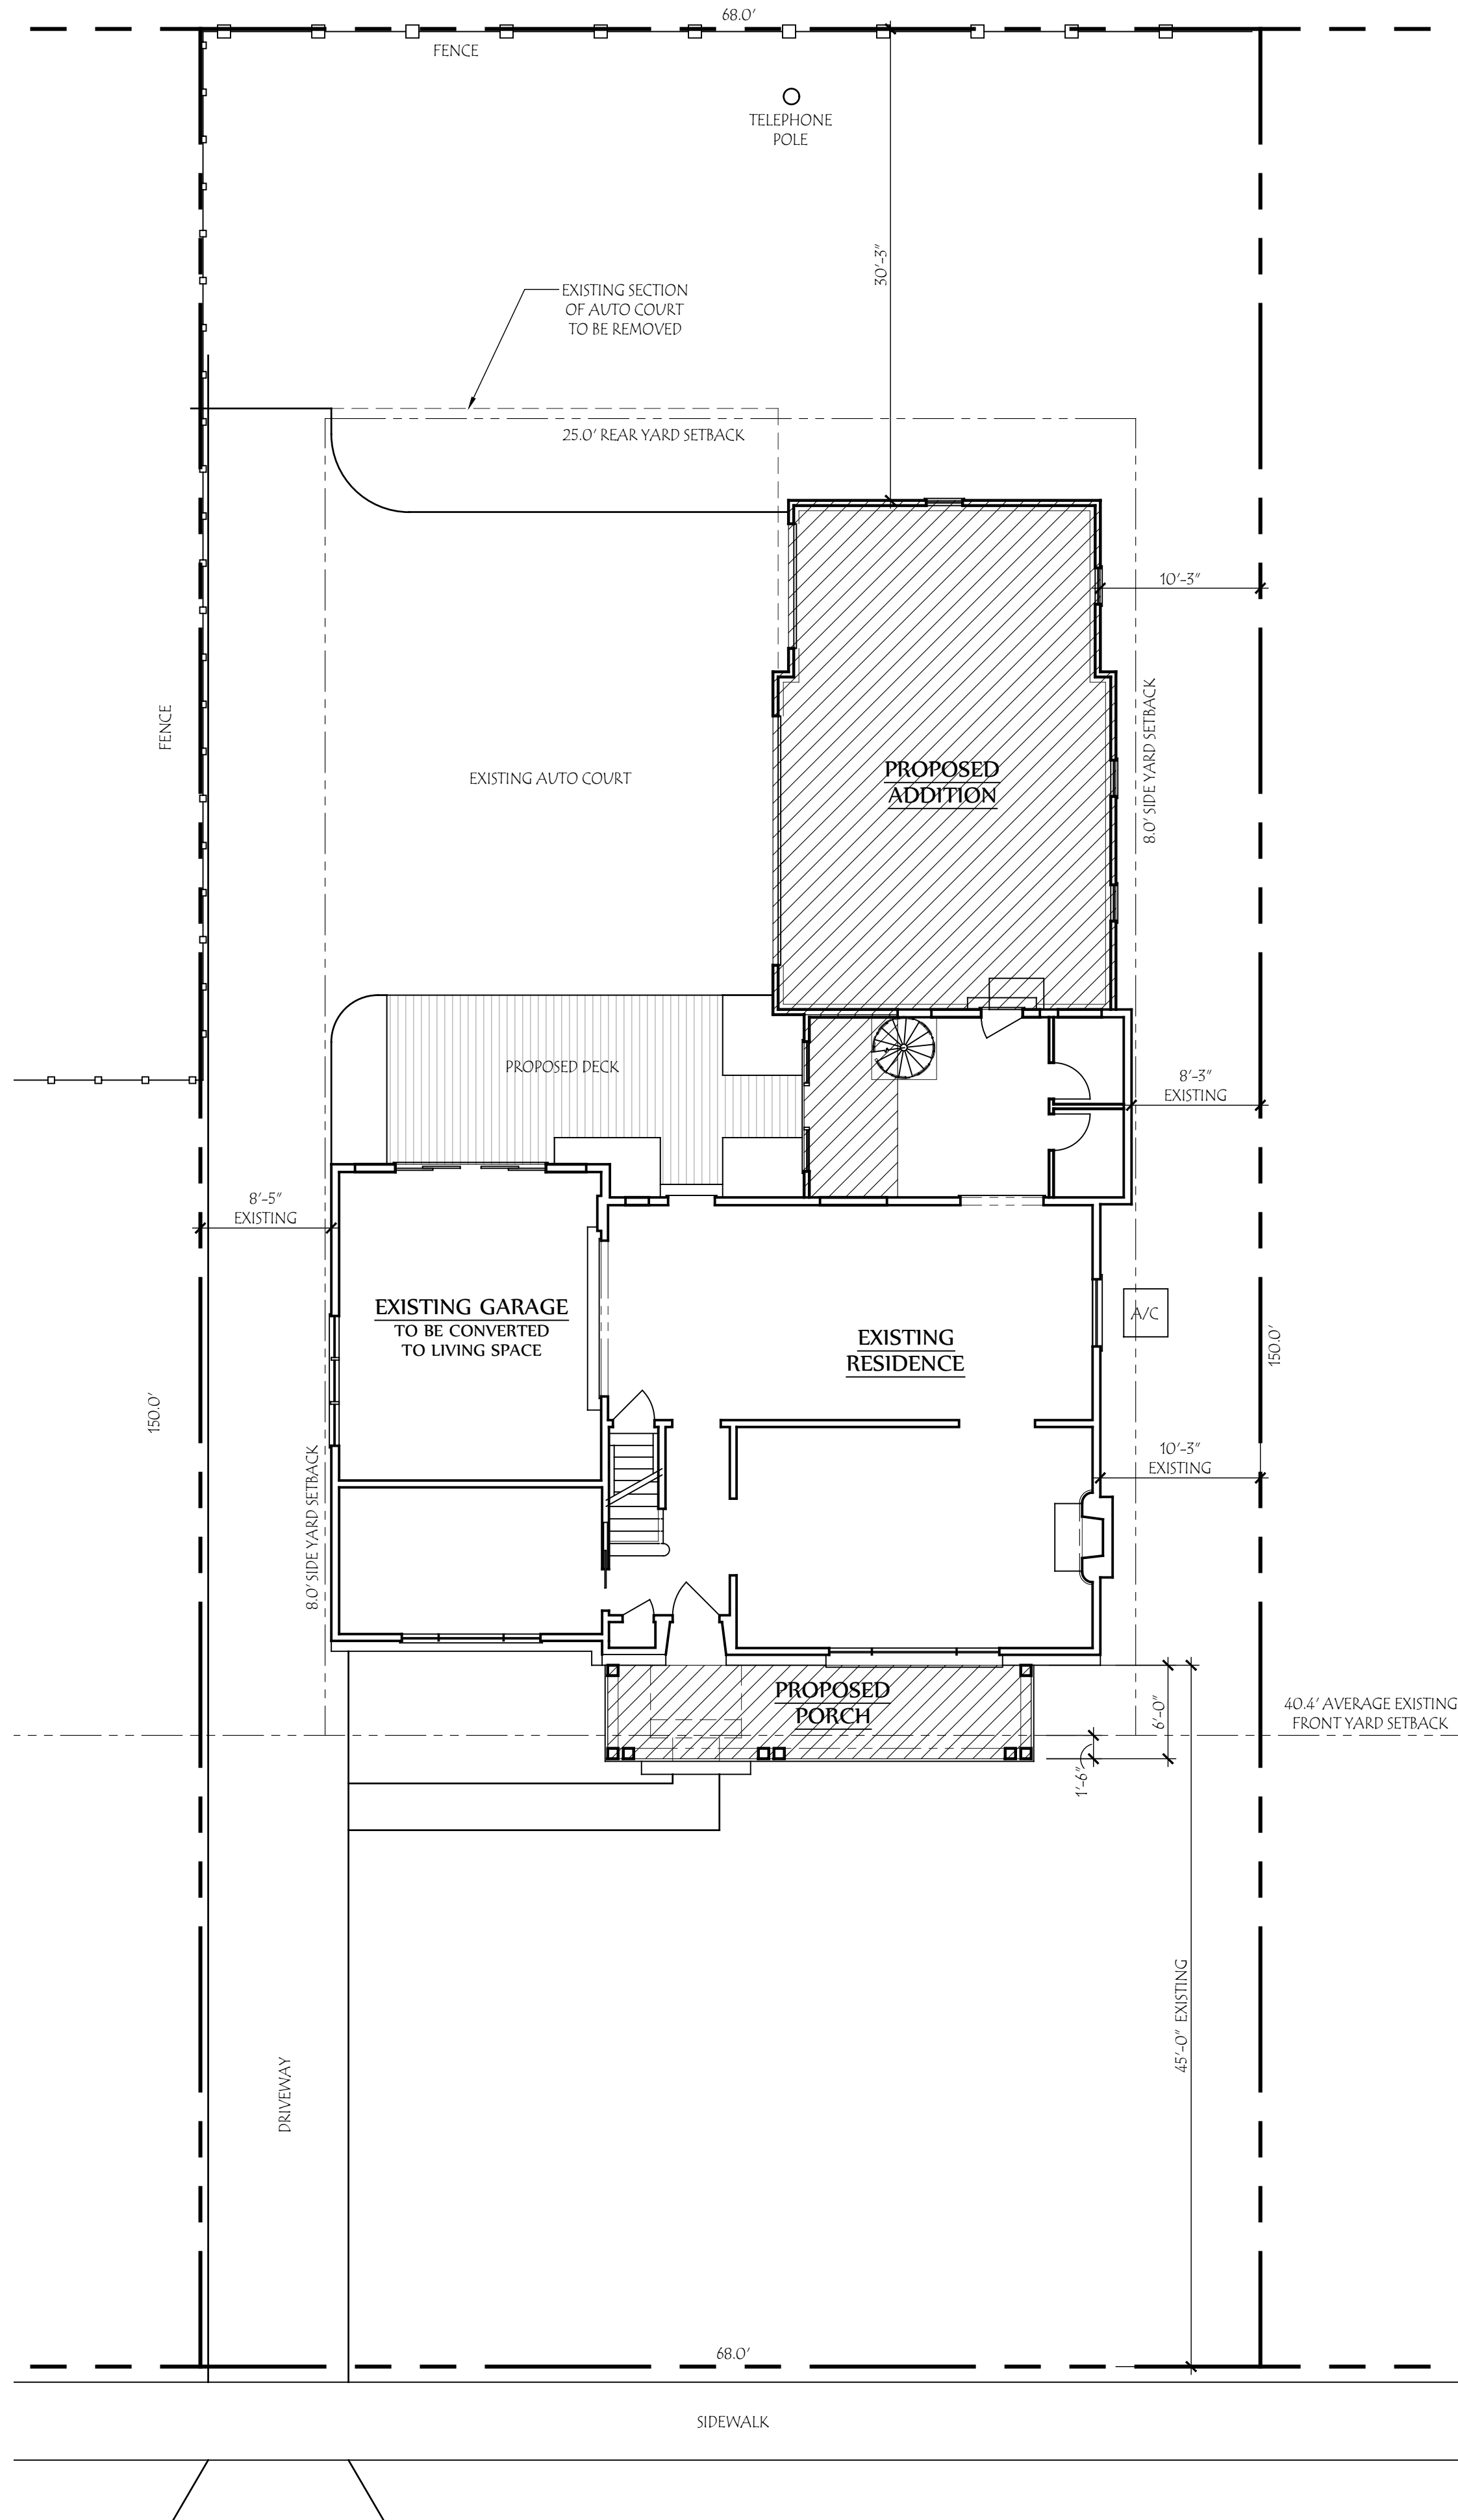 68.0'
FENCE
TELEPHONE
POLE
30'-3"
EXISTING SECTION
OF AUTO COURT
TO BE REMOVED
25.0' REAR YARD SETBACK
10'-3"
FENCE
8.0' SIDE YARD SETBACK
PROPOSED
ADDITION
EXISTING AUTO COURT
PROPOSED DECK
8'-3"
EXISTING
8'-5"
EXISTING
EXISTING GARAGE
TO BE CONVERTED
TO LIVING SPACE
EXISTING
RESIDENCE
A/C
150.0'
150.0'
10'-3"
EXISTING
8.0' SIDE YARD SETBACK
PROPOSED
PORCH
6'-0"
40.4' AVERAGE EXISTING
FRONT YARD SETBACK
1'-6"
45'-0" EXISTING
DRIVEWAY
68.0'
SIDEWALK